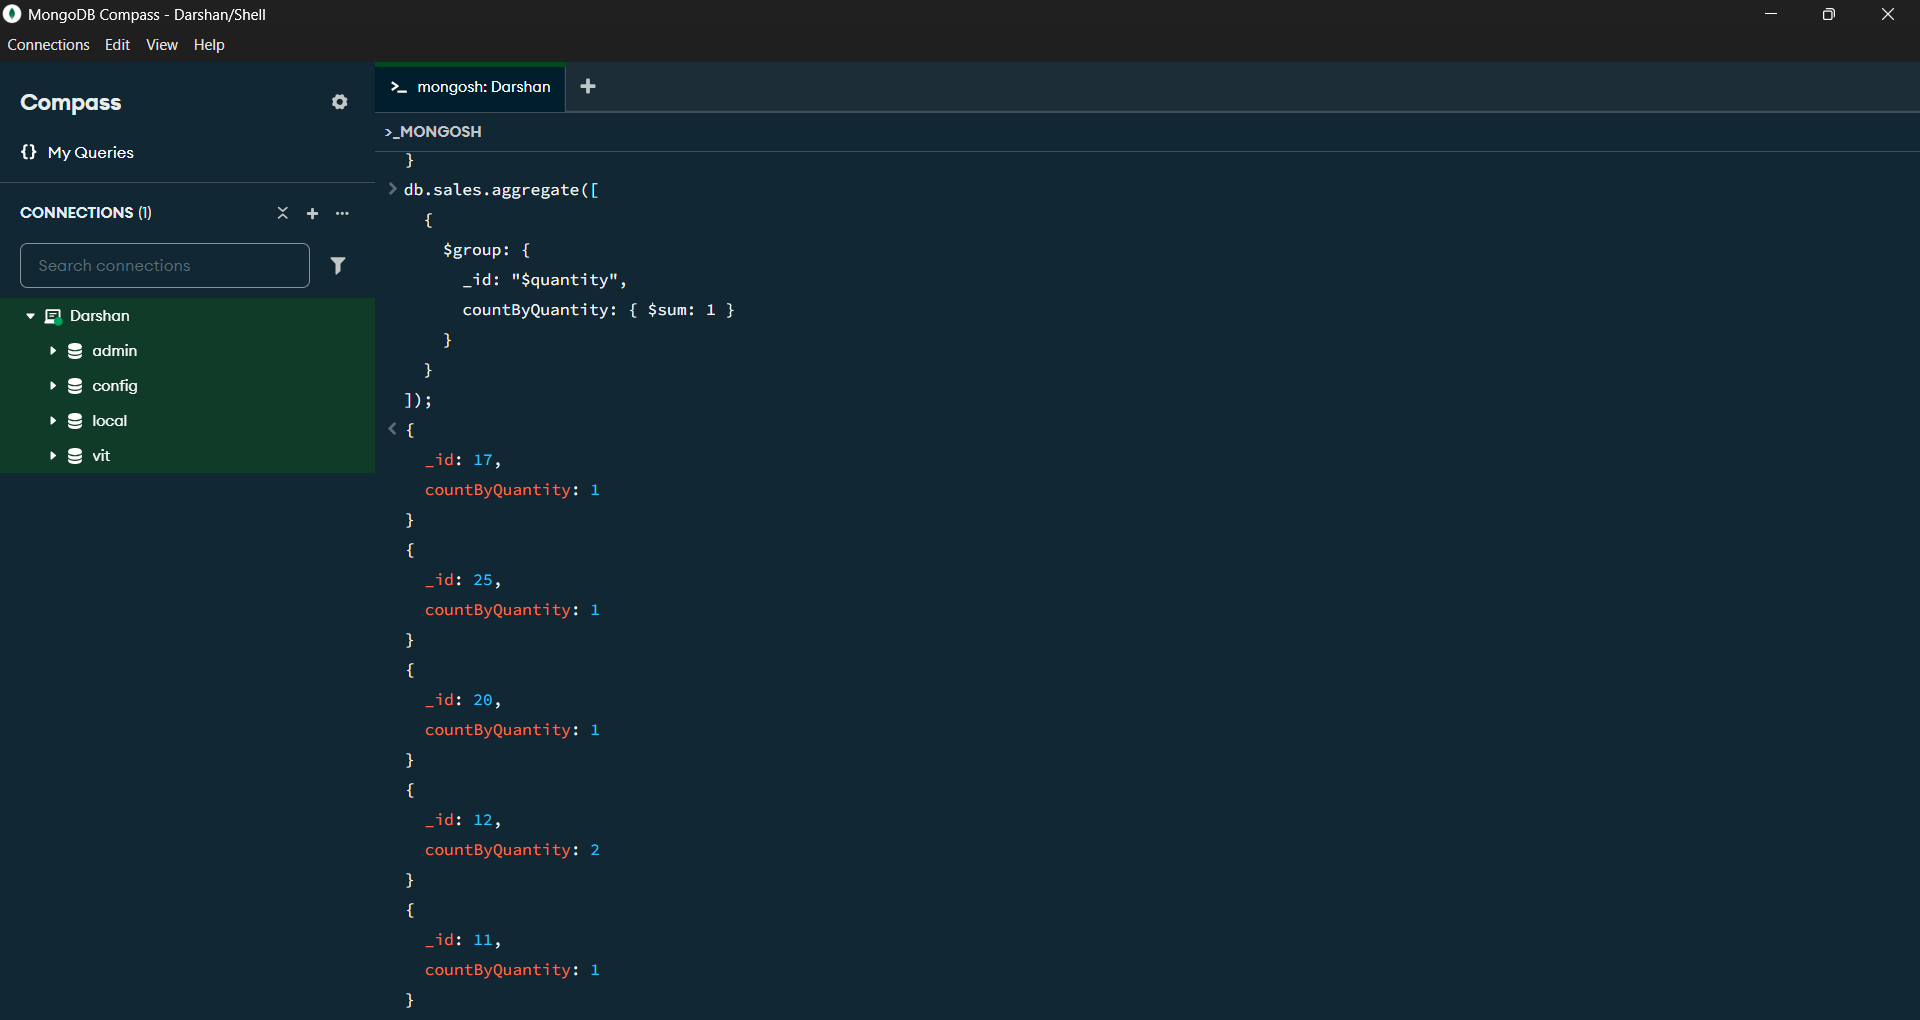 MongoDB Compass - Darshan/Shell
Connections Edit View Help
Compass
{} My Queries
CONNECTIONS (1)
Search connections
Darshan
admin
config
local
vit
>_ mongosh: Darshan
>_MONGOSH
}
> db.sales.aggregate([
{
$group: {
_id: "$quantity",
countByQuantity: { $sum: 1 }
}
}
]);
< {
_id: 17,
countByQuantity: 1
}
{
_id: 25,
countByQuantity: 1
}
{
_id: 20,
countByQuantity: 1
}
{
_id: 12,
countByQuantity: 2
}
{
_id: 11,
countByQuantity: 1
}